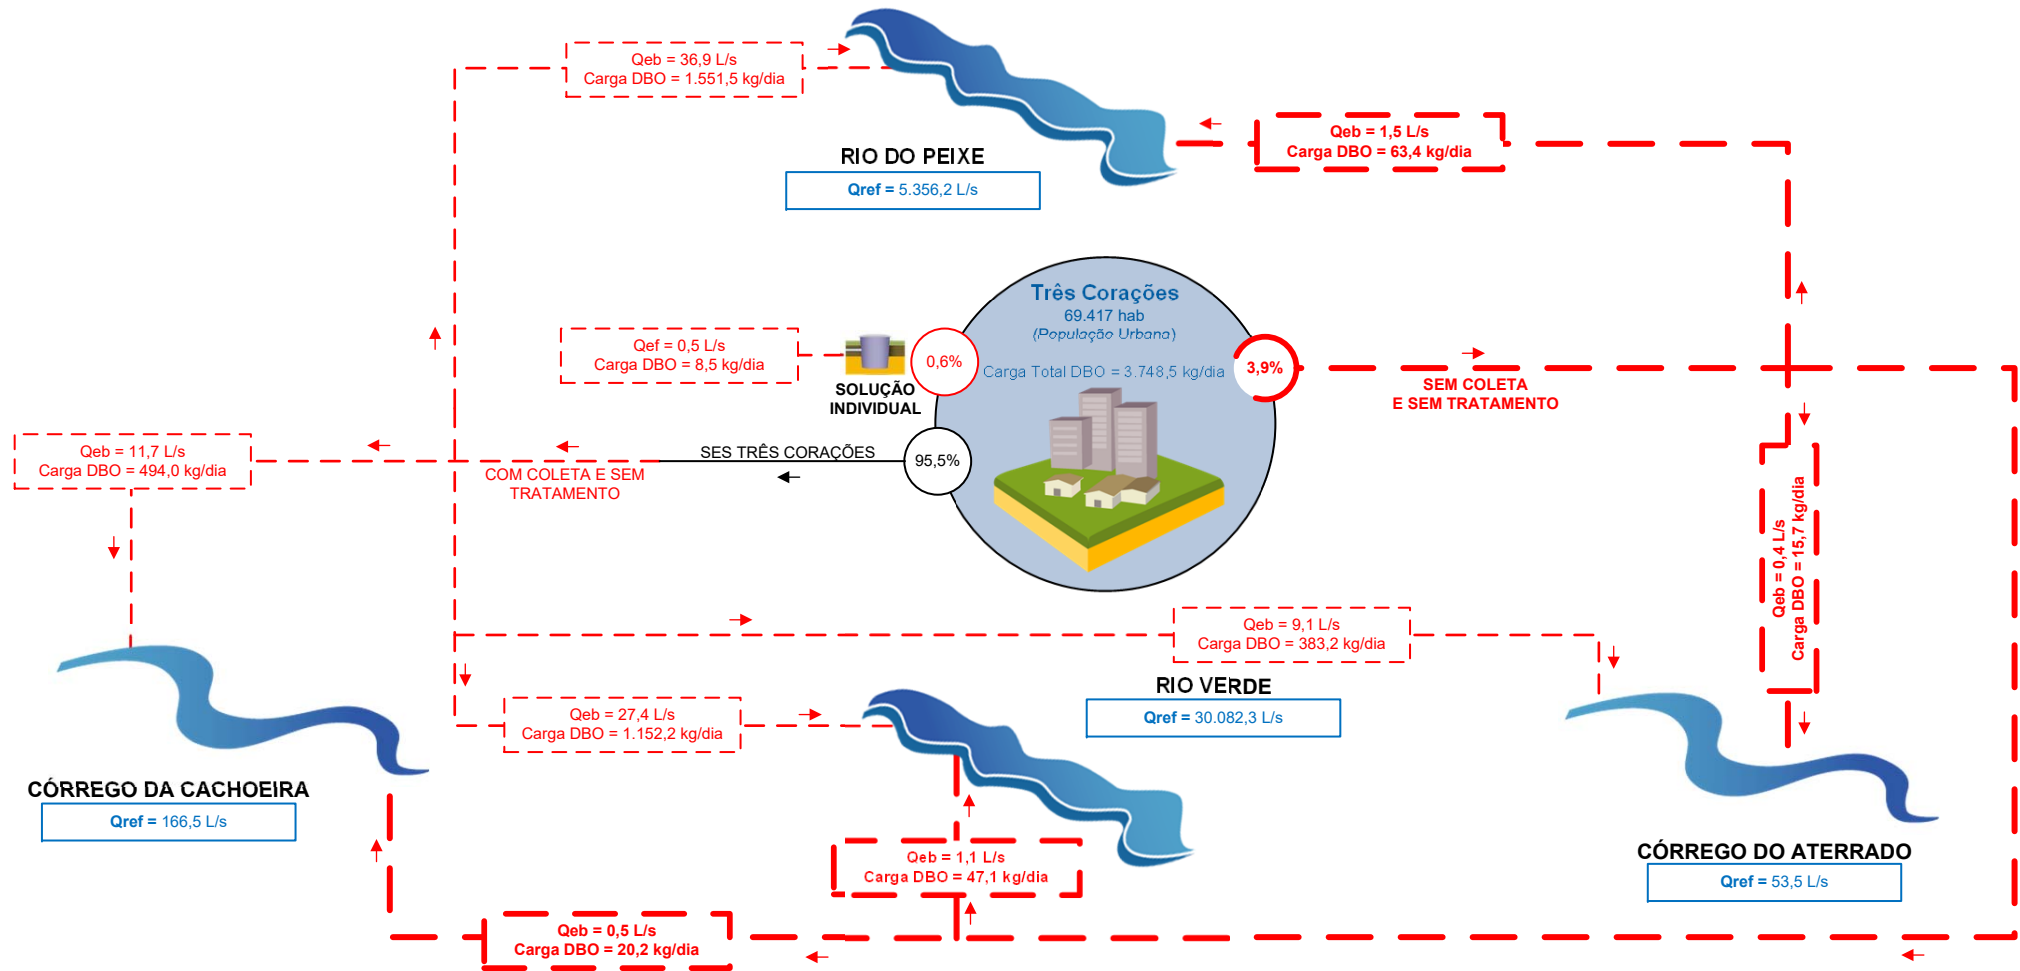 Qeb = 36,9 L/s
Carga DBO = 1.551,5 kg/dia
RIO DO PEIXE
Qref = 5.356,2 L/s
Qeb = 1,5 L/s
Carga DBO = 63,4 kg/dia
Três Corações
69.417 hab
(População Urbana)
Carga Total DBO = 3.748,5 kg/dia
Qef = 0,5 L/s
Carga DBO = 8,5 kg/dia
SOLUÇÃO
INDIVIDUAL
0,6%
3,9%
SEM COLETA
E SEM TRATAMENTO
95,5%
SES TRÊS CORAÇÕES
COM COLETA E SEM
TRATAMENTO
Qeb = 11,7 L/s
Carga DBO = 494,0 kg/dia
Qeb = 0,4 L/s
Carga DBO = 15,7 kg/dia
Qeb = 9,1 L/s
Carga DBO = 383,2 kg/dia
RIO VERDE
Qref = 30.082,3 L/s
Qeb = 27,4 L/s
Carga DBO = 1.152,2 kg/dia
CÓRREGO DA CACHOEIRA
Qref = 166,5 L/s
Qeb = 1,1 L/s
Carga DBO = 47,1 kg/dia
CÓRREGO DO ATERRADO
Qref = 53,5 L/s
Qeb = 0,5 L/s
Carga DBO = 20,2 kg/dia